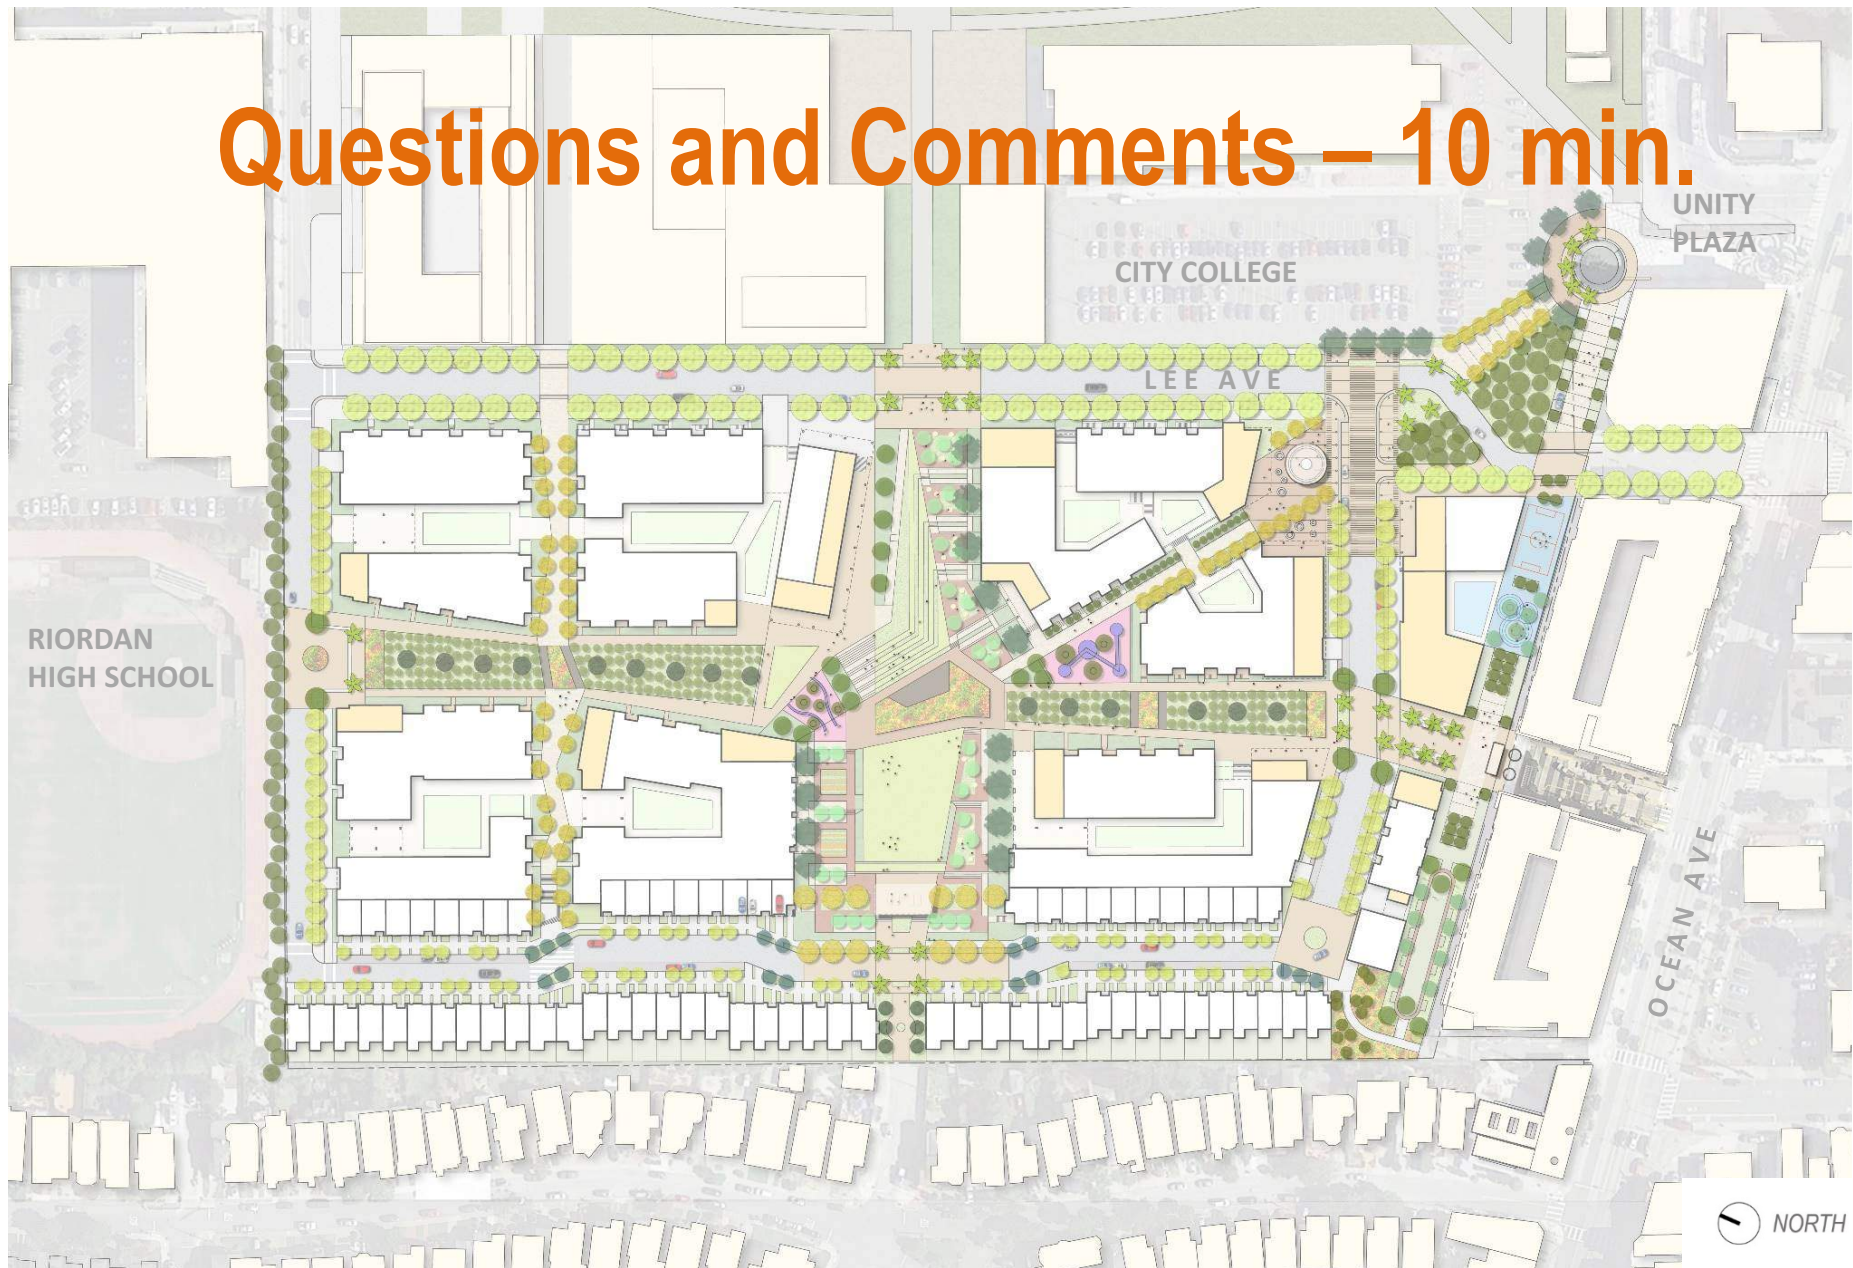 Questions and Comments – 10 min.
UNITY
PLAZA
CITY COLLEGE
LEE AVE
RIORDAN
HIGH SCHOOL
OCEAN AVE
NORTH